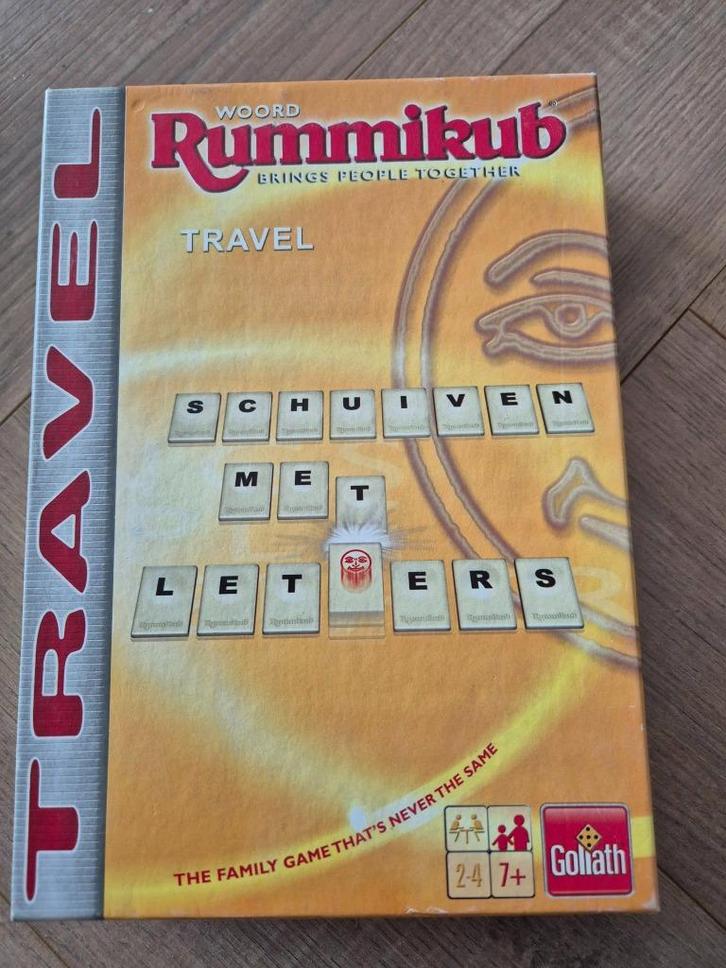 TRAVEL
WOORD
Rummikub®
BRINGS PEOPLE TOGETHER
TRAVEL
SCHUIVEN
MET
LET ERS
THE FAMILY GAME THAT'S NEVER THE SAME
2-4 7+
Goliath